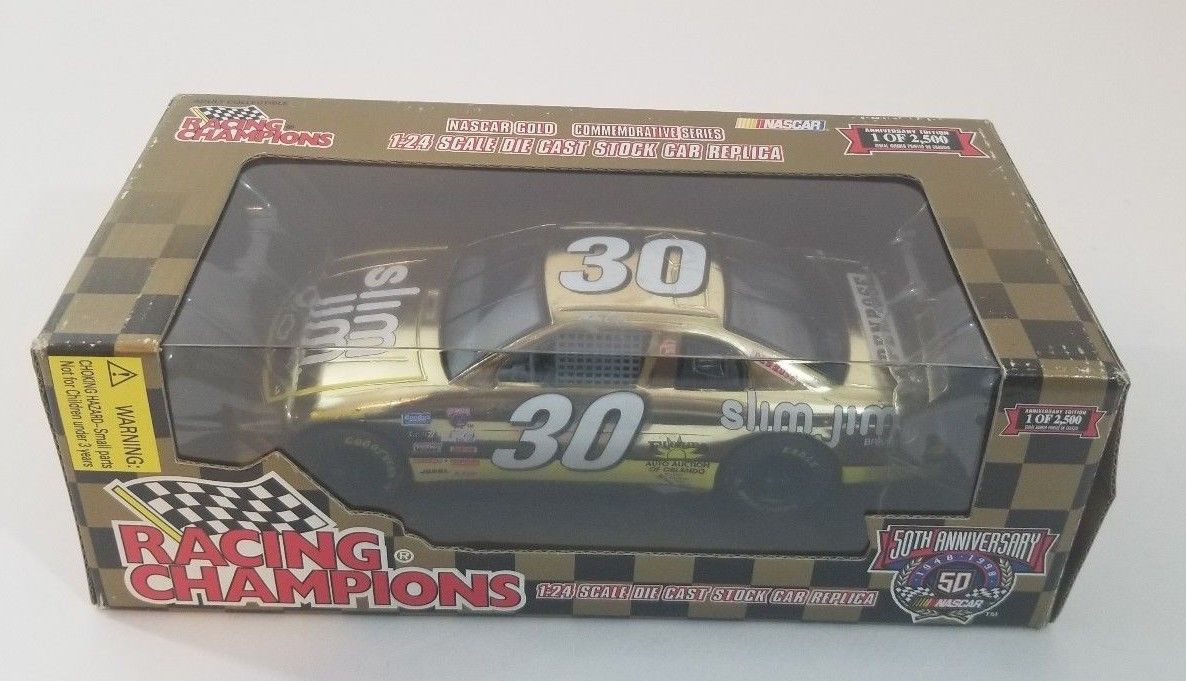 ADULT COLLECTIBLE
RACING
CHAMPIONS
NASCAR GOLD COMMEMORATIVE SERIES
1:24 SCALE DIE CAST STOCK CAR REPLICA
NASCAR
ANNIVERSARY EDITION
1 OF 2,500
30
slim
jim
30
slim jim
AUTO AUCTION
OF ORLANDO
WARNING:
CHOKING HAZARD-Small parts
Not for Children under 3 years
ANNIVERSARY EDITION
1 OF 2,500
RACING ®
CHAMPIONS
1:24 SCALE DIE CAST STOCK CAR REPLICA
50TH ANNIVERSARY
1948-1998
50
NASCAR
TM